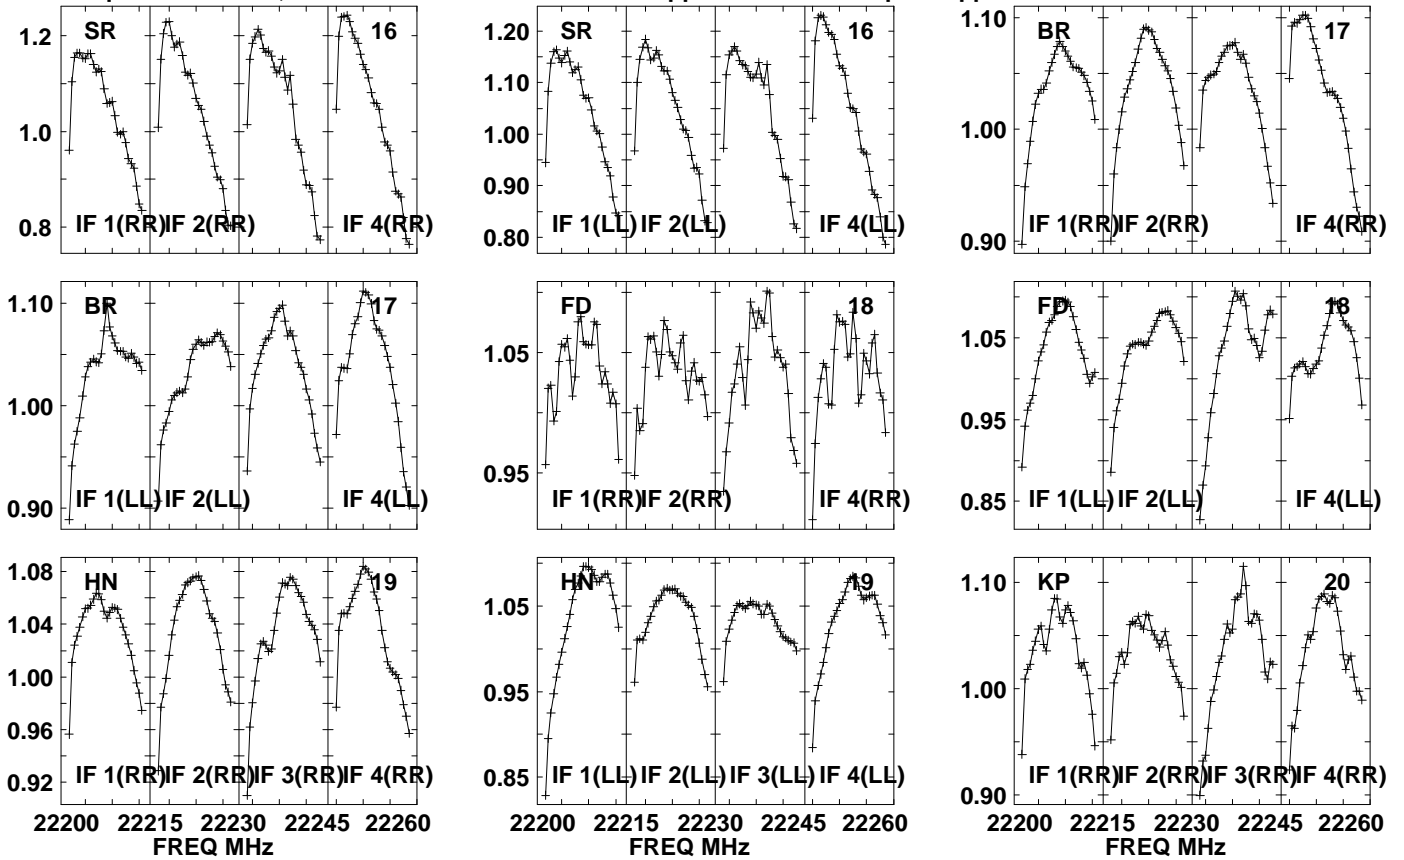 SR 16 SR 16 BR 17
1.2 1.20 1.10
1.10
1.0 1.00 1.00
0.90
0.8 IF 1(RR) IF 2(RR) IF 4(RR) 0.80 IF 1(LL) IF 2(LL) IF 4(LL) 0.90 IF 1(RR) IF 2(RR) IF 4(RR)
BR 17 FD 18 FD 18
1.10 1.05 1.05
1.00 0.95
0.95
0.90 IF 1(LL) IF 2(LL) IF 4(LL) IF 1(RR) IF 2(RR) IF 4(RR) 0.85 IF 1(LL) IF 2(LL) IF 4(LL)
HN 19 HN 19 KP 20
1.08 1.05 1.10
1.04
1.00 0.95 1.00
0.96
0.92 IF 1(RR) IF 2(RR) IF 3(RR) IF 4(RR) 0.85 IF 1(LL) IF 2(LL) IF 3(LL) IF 4(LL) 0.90 IF 1(RR) IF 2(RR) IF 3(RR) IF 4(RR)
22200 22215 22230 22245 22260 22200 22215 22230 22245 22260 22200 22215 22230 22245 22260
FREQ MHz FREQ MHz FREQ MHz